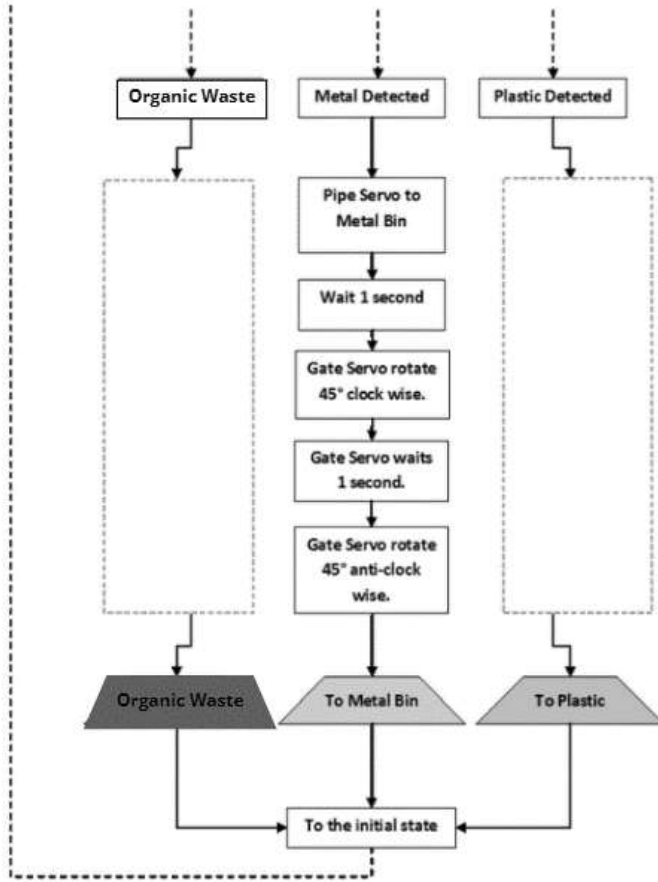 Organic Waste
Metal Detected
Plastic Detected
Pipe Servo to
Metal Bin
Wait 1 second
Gate Servo rotate
45° clock wise.
Gate Servo waits
1 second.
Gate Servo rotate
45° anti-clock
wise.
Organic Waste
To Metal Bin
To Plastic
To the initial state